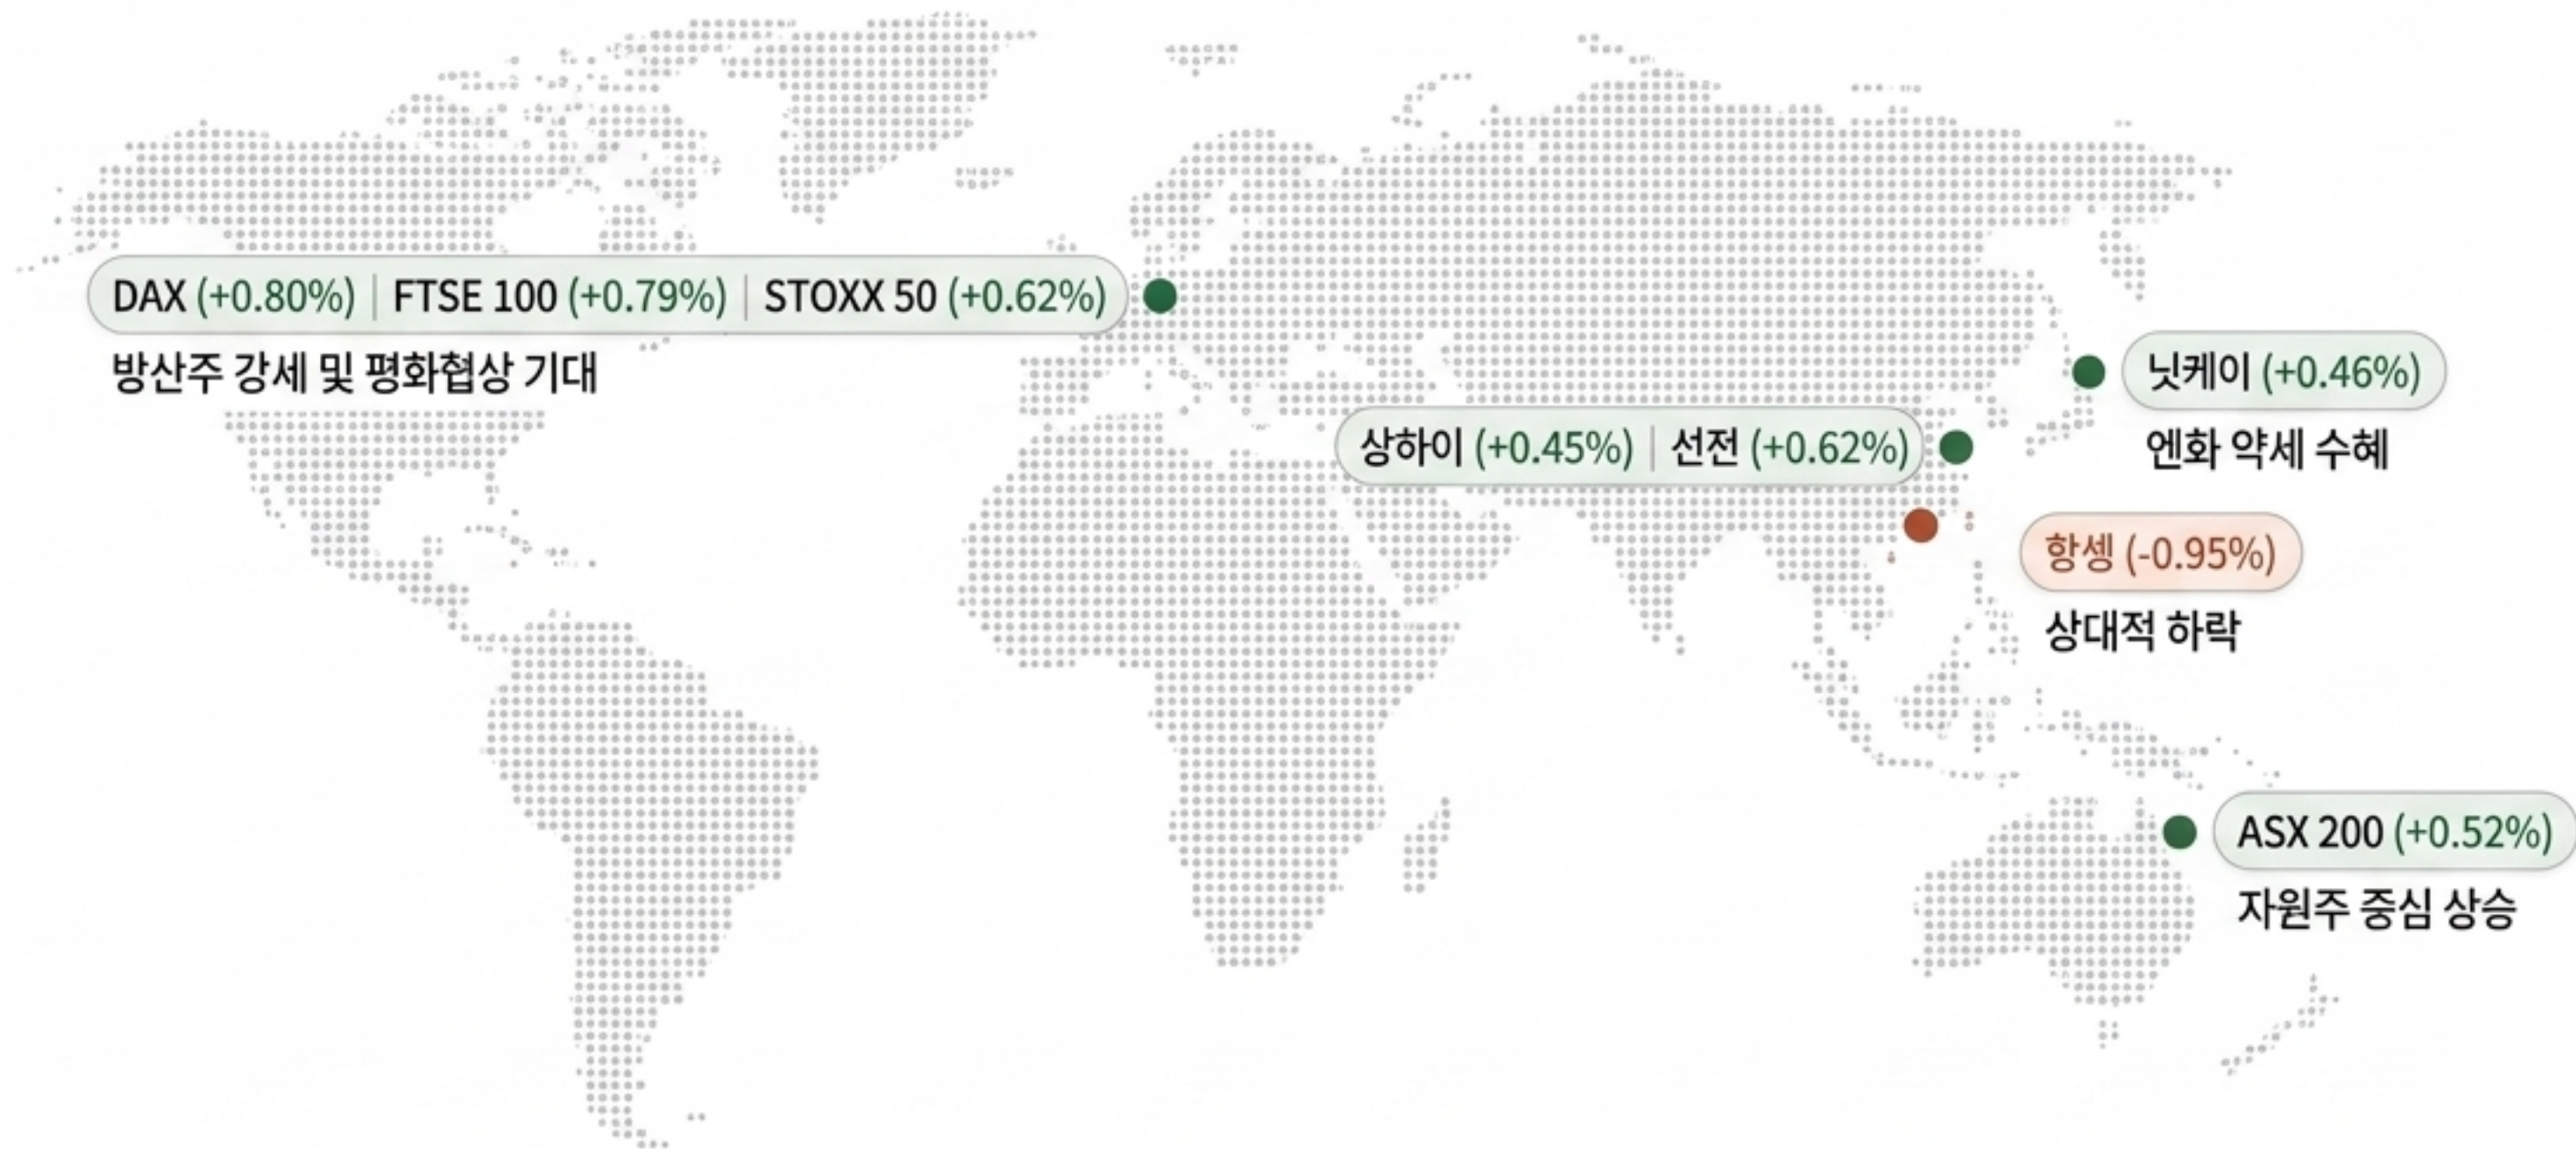 DAX (+0.80%) | FTSE 100 (+0.79%) | STOXX 50 (+0.62%)
방산주 강세 및 평화협상 기대
닛케이 (+0.46%)
엔화 약세 수혜
상하이 (+0.45%) | 선전 (+0.62%)
항셍 (-0.95%)
상대적 하락
ASX 200 (+0.52%)
자원주 중심 상승